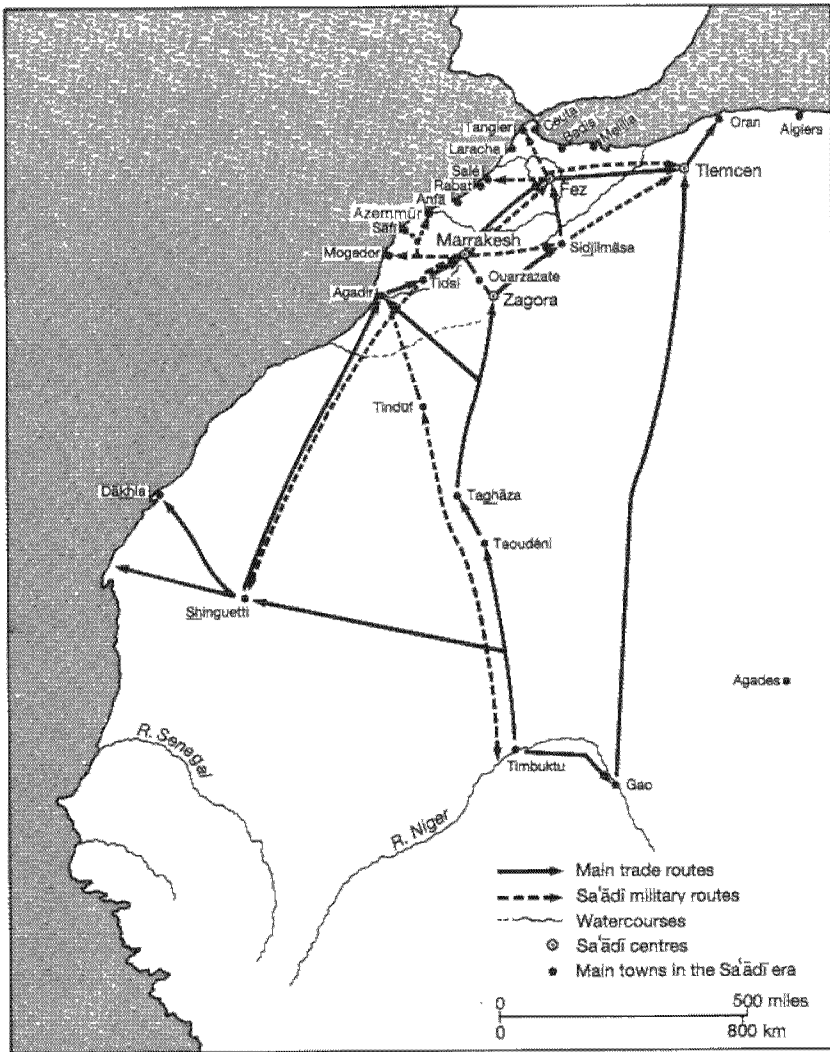 Ceuta
Tangier
Badis
Melilla
Oran
Algiers
Larache
Salé
Rabat
Fez
Tlemcen
Anfa
Azemmūr
Safi
Marrakesh
Sidjilmāsa
Mogador
Ouarzazate
Tidsi
Agadir
Zagora
Tindūf
Dākhla
Taghāza
Taoudéni
Shinguetti
Agades
R. Senegal
Timbuktu
Gao
R. Niger
Main trade routes
Sa'ādī military routes
Watercourses
Sa'ādī centres
Main towns in the Sa'ādī era
0 500 miles
0 800 km